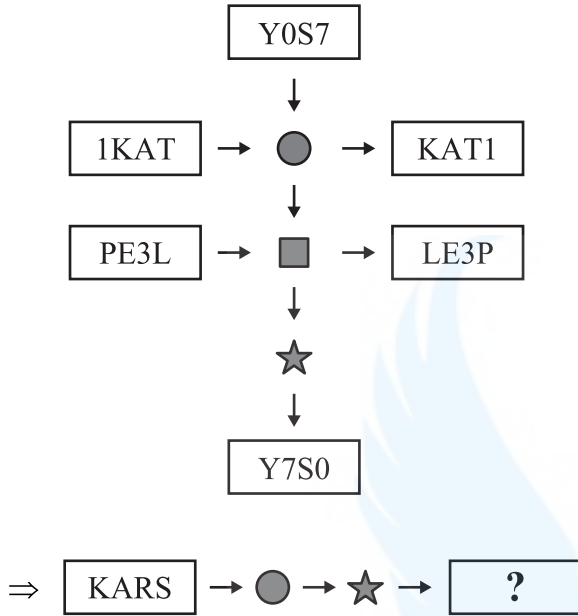 Y0S7
1KAT
KAT1
PE3L
LE3P
Y7S0
⇒ KARS ?